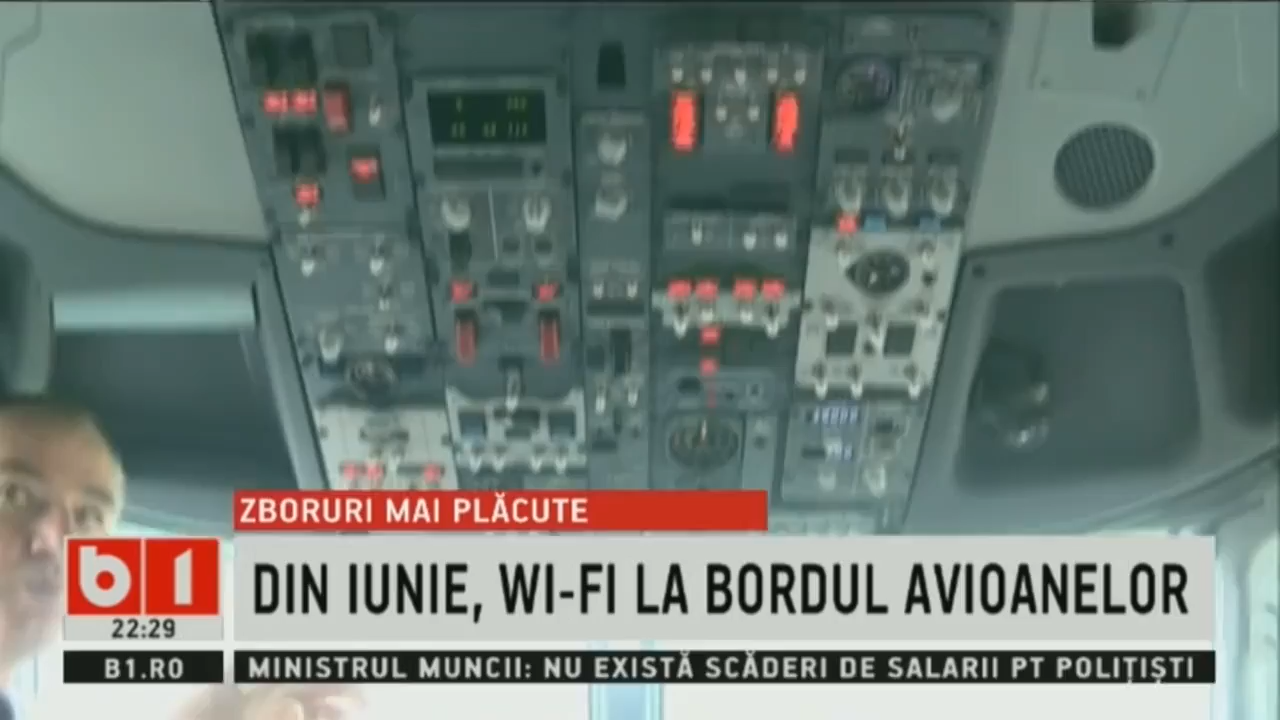 ZBORURI MAI PLĂCUTE
b1
DIN IUNIE, WI-FI LA BORDUL AVIOANELOR
22:29
B1.RO
MINISTRUL MUNCII: NU EXISTĂ SCĂDERI DE SALARII PT POLIȚIȘTI